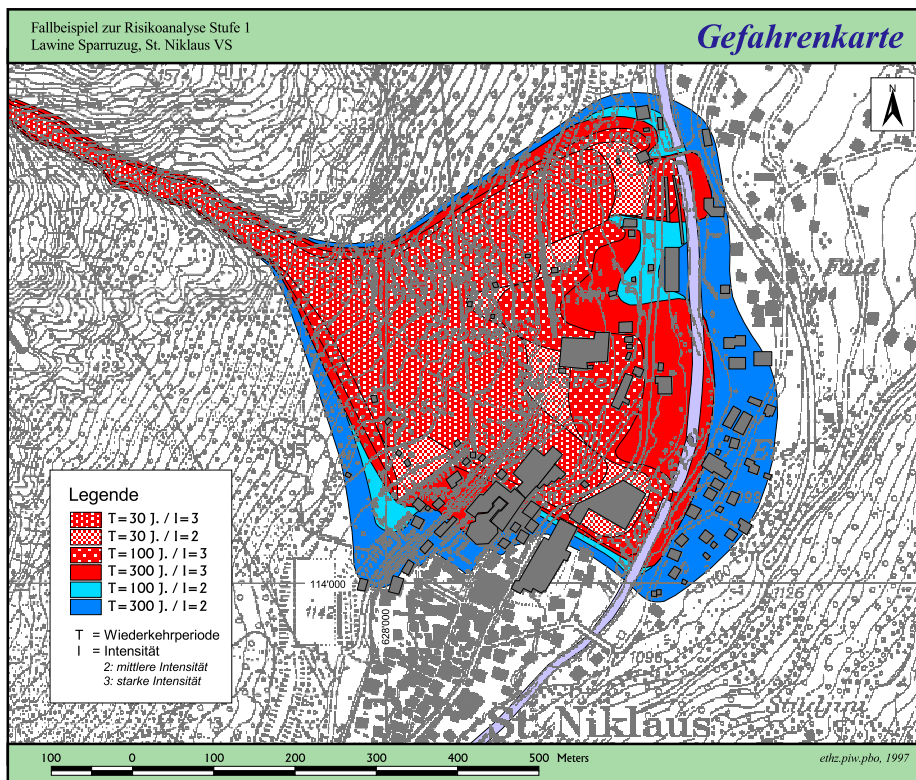 Fallbeispiel zur Risikoanalyse Stufe 1
Lawine Sparruzug, St. Niklaus VS
Gefahrenkarte
N
Legende
T=30 J. / I=3
T=30 J. / I=2
T=100 J. / I=3
T=300 J. / I=3
T=100 J. / I=2
T=300 J. / I=2
T = Wiederkehrperiode
I = Intensität
2: mittlere Intensität
3: starke Intensität
114'000
628'000
1126
1096
St. Niklaus
100 0 100 200 300 400 500 Meters
ethz.piw.pbo, 1997